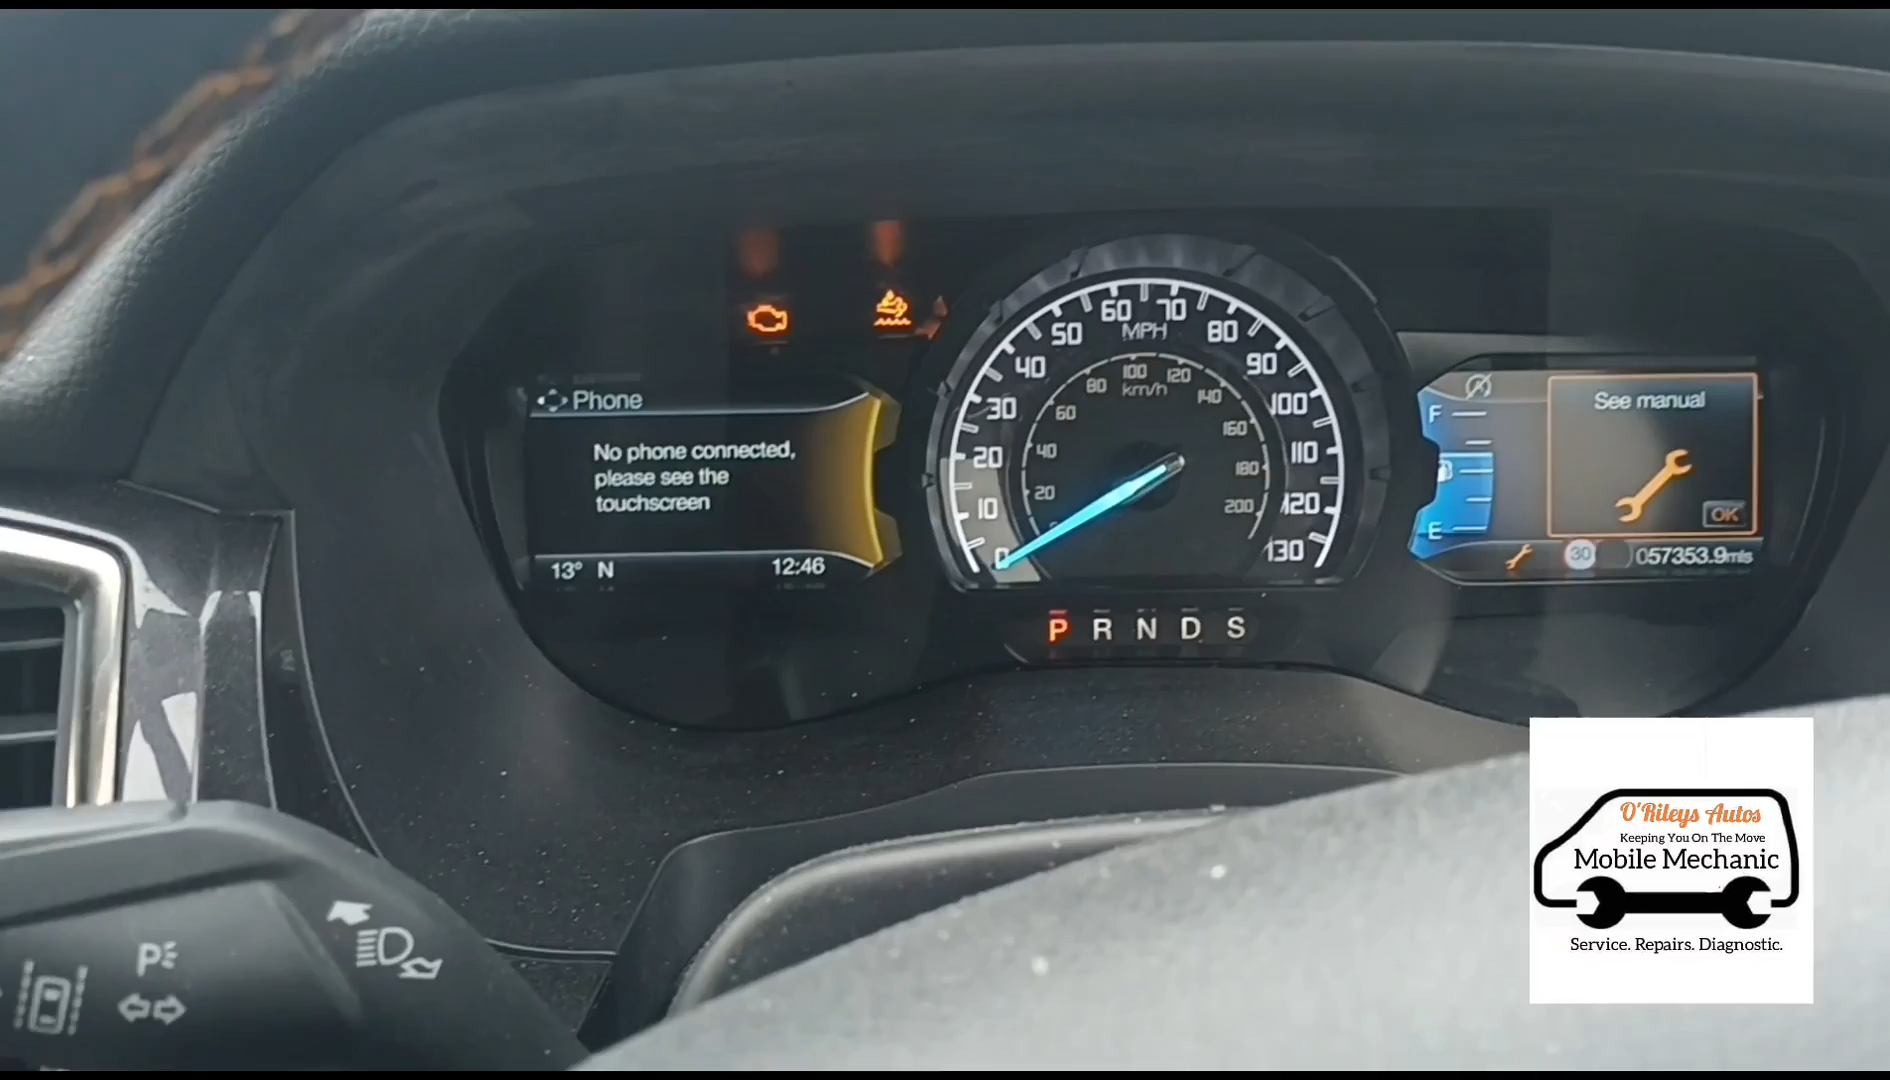 Phone
No phone connected,
please see the
touchscreen
13° N 12:46
0
10
20
30
40
50
60
70
80
90
100
110
120
130
MPH
20
40
60
80
100
120
140
160
180
200
km/h
P R N D S
F
E
See manual
OK
30
057353.9mls
P
O'Rileys Autos
Keeping You On The Move
Mobile Mechanic
Service. Repairs. Diagnostic.